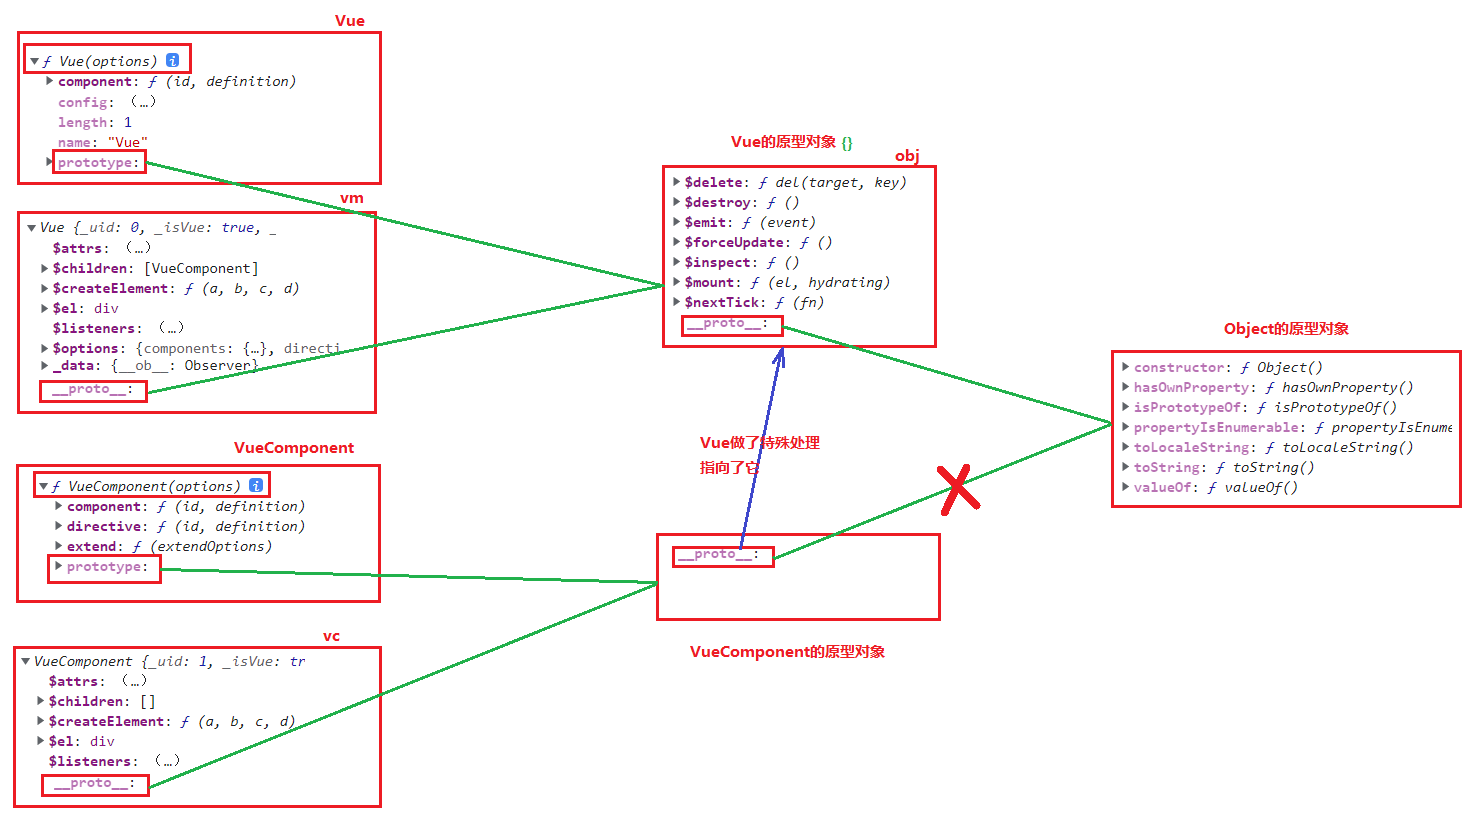 Vue
ƒ Vue(options) i
component: ƒ (id, definition)
config: (…)
length: 1
name: "Vue"
prototype:
vm
Vue {_uid: 0, _isVue: true, _
$attrs: (…)
$children: [VueComponent]
$createElement: ƒ (a, b, c, d)
$el: div
$listeners: (…)
$options: {components: {…}, directi
_data: {__ob__: Observer}
__proto__:
VueComponent
ƒ VueComponent(options) i
component: ƒ (id, definition)
directive: ƒ (id, definition)
extend: ƒ (extendOptions)
prototype:
vc
VueComponent {_uid: 1, _isVue: tr
$attrs: (…)
$children: []
$createElement: ƒ (a, b, c, d)
$el: div
$listeners: (…)
__proto__:
Vue的原型对象 {}
obj
$delete: ƒ del(target, key)
$destroy: ƒ ()
$emit: ƒ (event)
$forceUpdate: ƒ ()
$inspect: ƒ ()
$mount: ƒ (el, hydrating)
$nextTick: ƒ (fn)
__proto__:
Vue做了特殊处理
指向了它
__proto__:
VueComponent的原型对象
Object的原型对象
constructor: ƒ Object()
hasOwnProperty: ƒ hasOwnProperty()
isPrototypeOf: ƒ isPrototypeOf()
propertyIsEnumerable: ƒ propertyIsEnume
toLocaleString: ƒ toLocaleString()
toString: ƒ toString()
valueOf: ƒ valueOf()